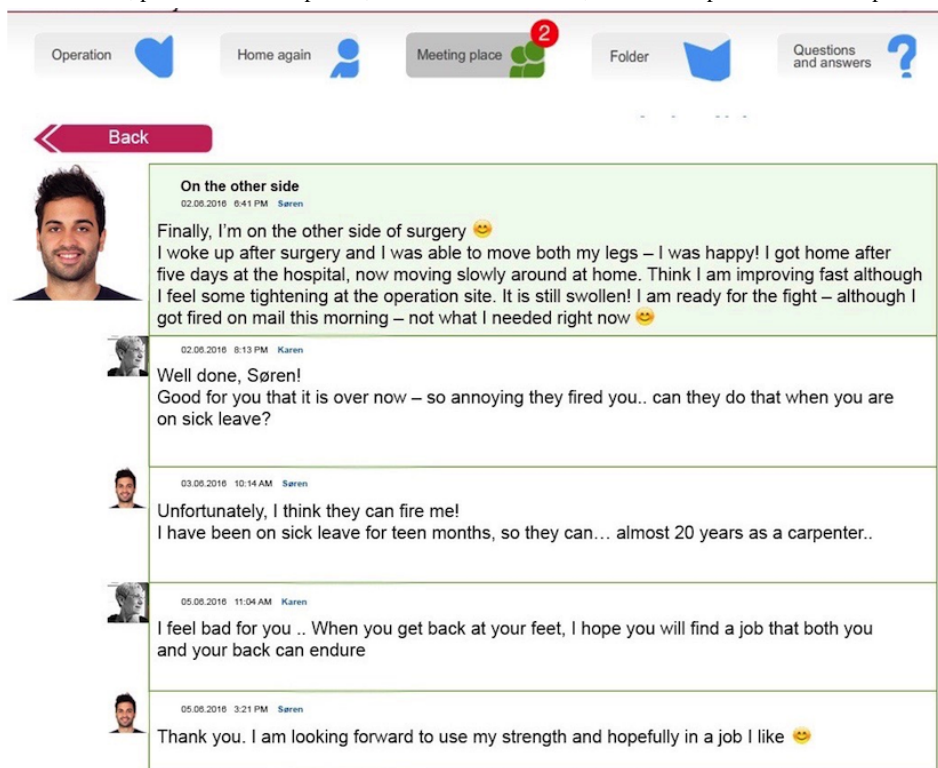 Operation
Home again
Meeting place
2
Folder
Questions
and answers
Back
On the other side
02.06.2016 6:41 PM Søren
Finally, I'm on the other side of surgery 😊
I woke up after surgery and I was able to move both my legs – I was happy! I got home after
five days at the hospital, now moving slowly around at home. Think I am improving fast although
I feel some tightening at the operation site. It is still swollen! I am ready for the fight – although I
got fired on mail this morning – not what I needed right now 😊
02.06.2016 8:13 PM Karen
Well done, Søren!
Good for you that it is over now – so annoying they fired you.. can they do that when you are
on sick leave?
03.06.2016 10:14 AM Søren
Unfortunately, I think they can fire me!
I have been on sick leave for teen months, so they can… almost 20 years as a carpenter..
05.06.2016 11:04 AM Karen
I feel bad for you .. When you get back at your feet, I hope you will find a job that both you
and your back can endure
05.06.2016 3:21 PM Søren
Thank you. I am looking forward to use my strength and hopefully in a job I like 😊